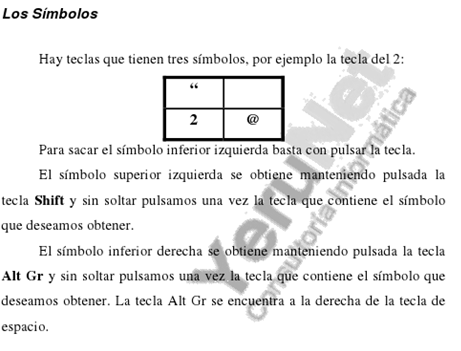 Los Símbolos
Hay teclas que tienen tres símbolos, por ejemplo la tecla del 2:
“
2 @
Para sacar el símbolo inferior izquierda basta con pulsar la tecla.
El símbolo superior izquierda se obtiene manteniendo pulsada la
tecla Shift y sin soltar pulsamos una vez la tecla que contiene el símbolo
que deseamos obtener.
El símbolo inferior derecha se obtiene manteniendo pulsada la tecla
Alt Gr y sin soltar pulsamos una vez la tecla que contiene el símbolo que
deseamos obtener. La tecla Alt Gr se encuentra a la derecha de la tecla de
espacio.
YeruNet
Consultoría Informática